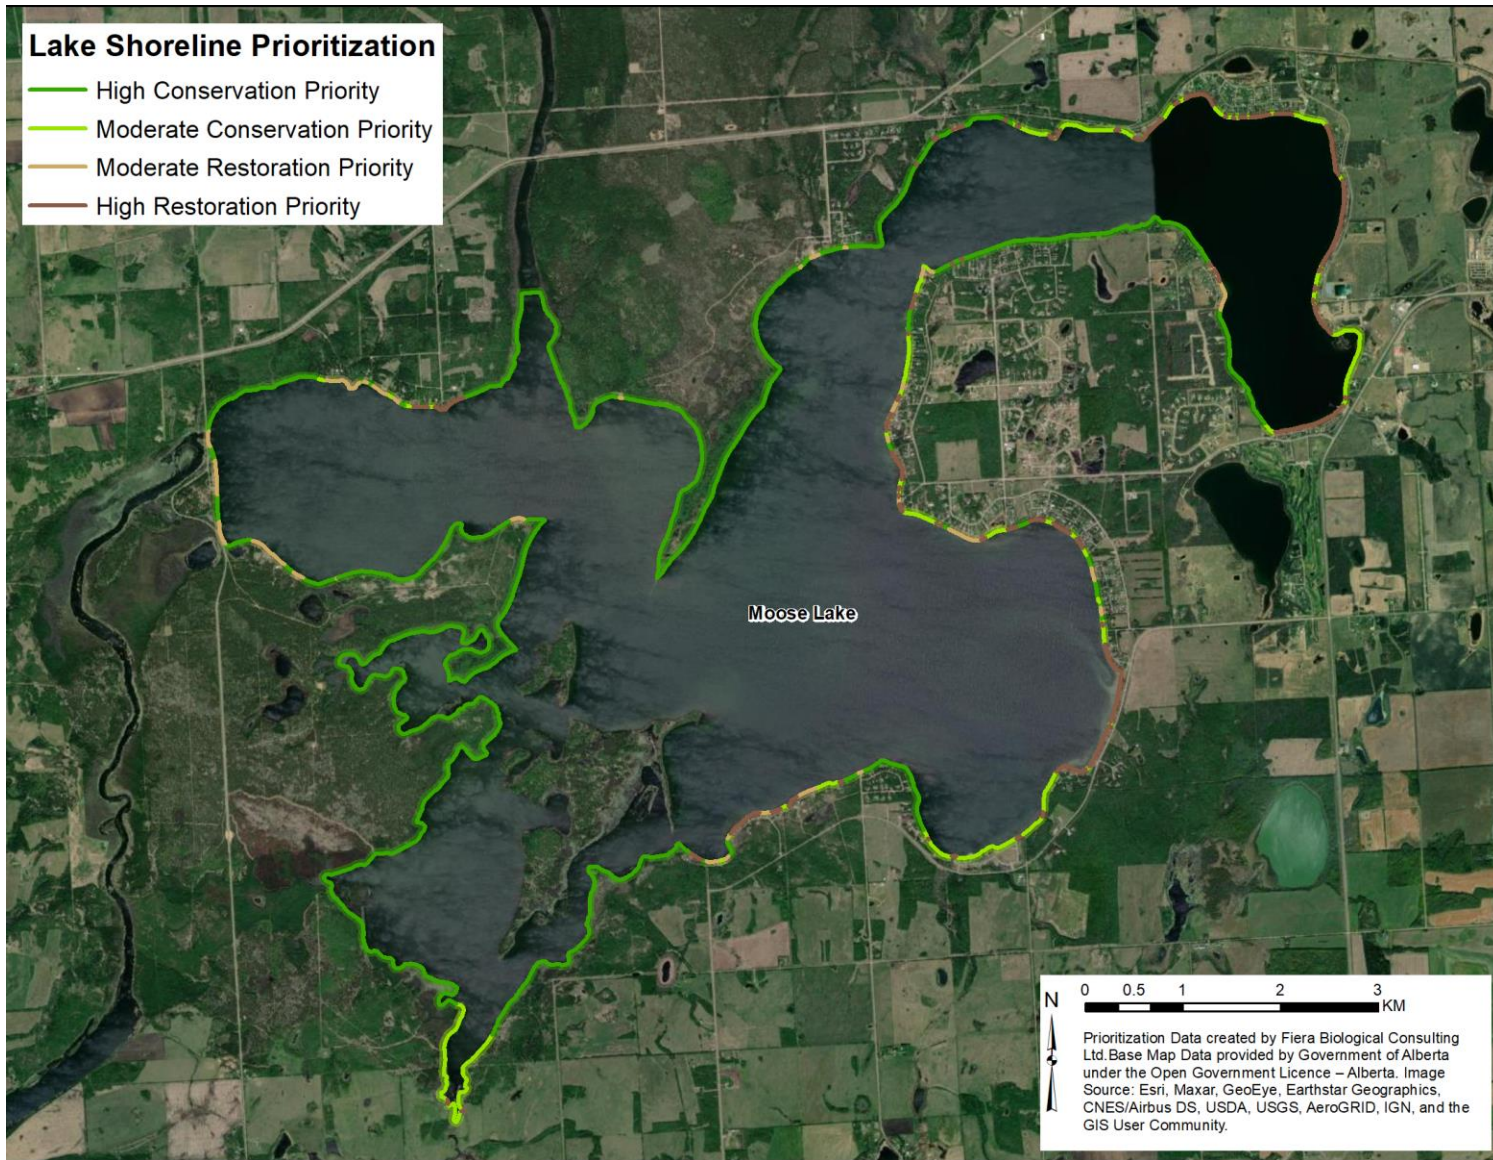 Lake Shoreline Prioritization
High Conservation Priority
Moderate Conservation Priority
Moderate Restoration Priority
High Restoration Priority
Moose Lake
N
0 0.5 1 2 3
KM
Prioritization Data created by Fiera Biological Consulting
Ltd.Base Map Data provided by Government of Alberta
under the Open Government Licence – Alberta. Image
Source: Esri, Maxar, GeoEye, Earthstar Geographics,
CNES/Airbus DS, USDA, USGS, AeroGRID, IGN, and the
GIS User Community.